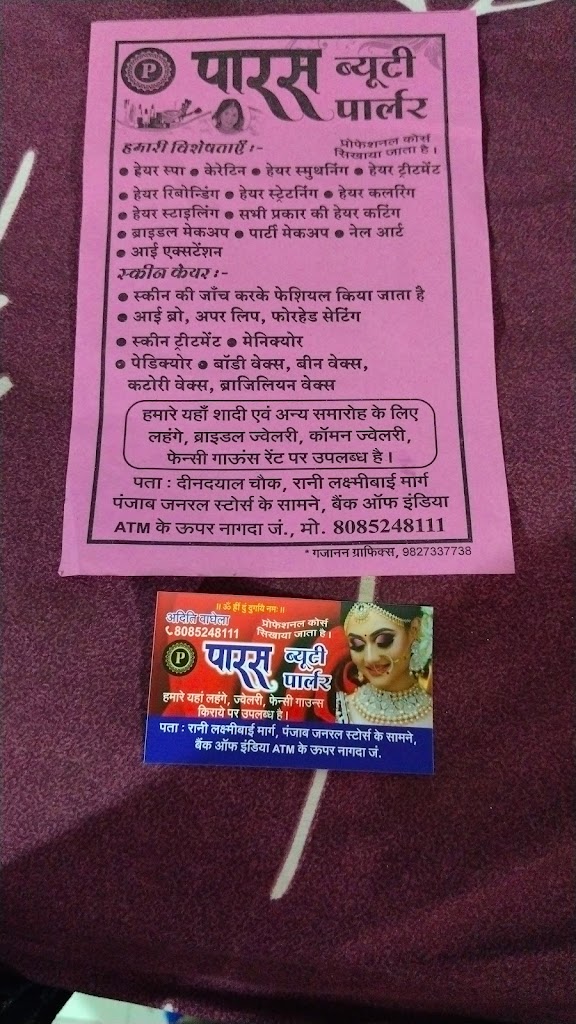 P
पारस ब्यूटी
पार्लर
हमारी विशेषताएँ :-
प्रोफेशनल कोर्स
सिखाया जाता है ।
● हेयर स्पा ● केरेटिन ● हेयर स्मुथनिंग ● हेयर ट्रीटमेंट
● हेयर रिबोन्डिंग ● हेयर स्ट्रेटनिंग ● हेयर कलरिंग
● हेयर स्टाइलिंग ● सभी प्रकार की हेयर कटिंग
● ब्राइडल मेकअप ● पार्टी मेकअप ● नेल आर्ट
● आई एक्सटेंशन
स्कीन केयर :-
● स्कीन की जाँच करके फेशियल किया जाता है
● आई ब्रो, अपर लिप, फोरहेड सेटिंग
● स्कीन ट्रीटमेंट ● मेनिक्योर
● पेडिक्योर ● बॉडी वेक्स, बीन वेक्स,
कटोरी वेक्स, ब्राजिलियन वेक्स
हमारे यहाँ शादी एवं अन्य समारोह के लिए
लहंगे, ब्राइडल ज्वेलरी, कॉमन ज्वेलरी,
फेन्सी गाऊंस रेंट पर उपलब्ध है ।
पता : दीनदयाल चौक, रानी लक्ष्मीबाई मार्ग
पंजाब जनरल स्टोर्स के सामने, बैंक ऑफ इंडिया
ATM के ऊपर नागदा जं., मो. 8085248111
* गजानन ग्राफिक्स, 9827337738
॥ ॐ ह्रीं दुं दुर्गायै नमः ॥
अदिति वाघेला
8085248111
प्रोफेशनल कोर्स
सिखाया जाता है ।
P
पारस ब्यूटी
पार्लर
हमारे यहां लहंगे, ज्वेलरी, फेन्सी गाउन्स
किराये पर उपलब्ध है ।
पता : रानी लक्ष्मीबाई मार्ग, पंजाब जनरल स्टोर्स के सामने,
बैंक ऑफ इंडिया ATM के ऊपर नागदा जं.